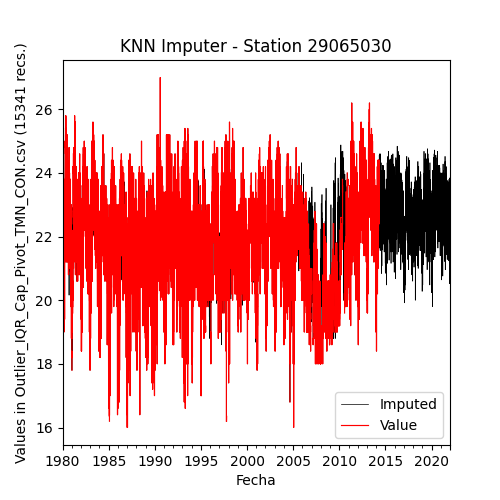 KNN Imputer - Station 29065030
Values in Outlier_IQR_Cap_Pivot_TMN_CON.csv (15341 recs.)
26
24
22
20
18
16
Imputed
Value
1980 1985 1990 1995 2000 2005 2010 2015 2020
Fecha